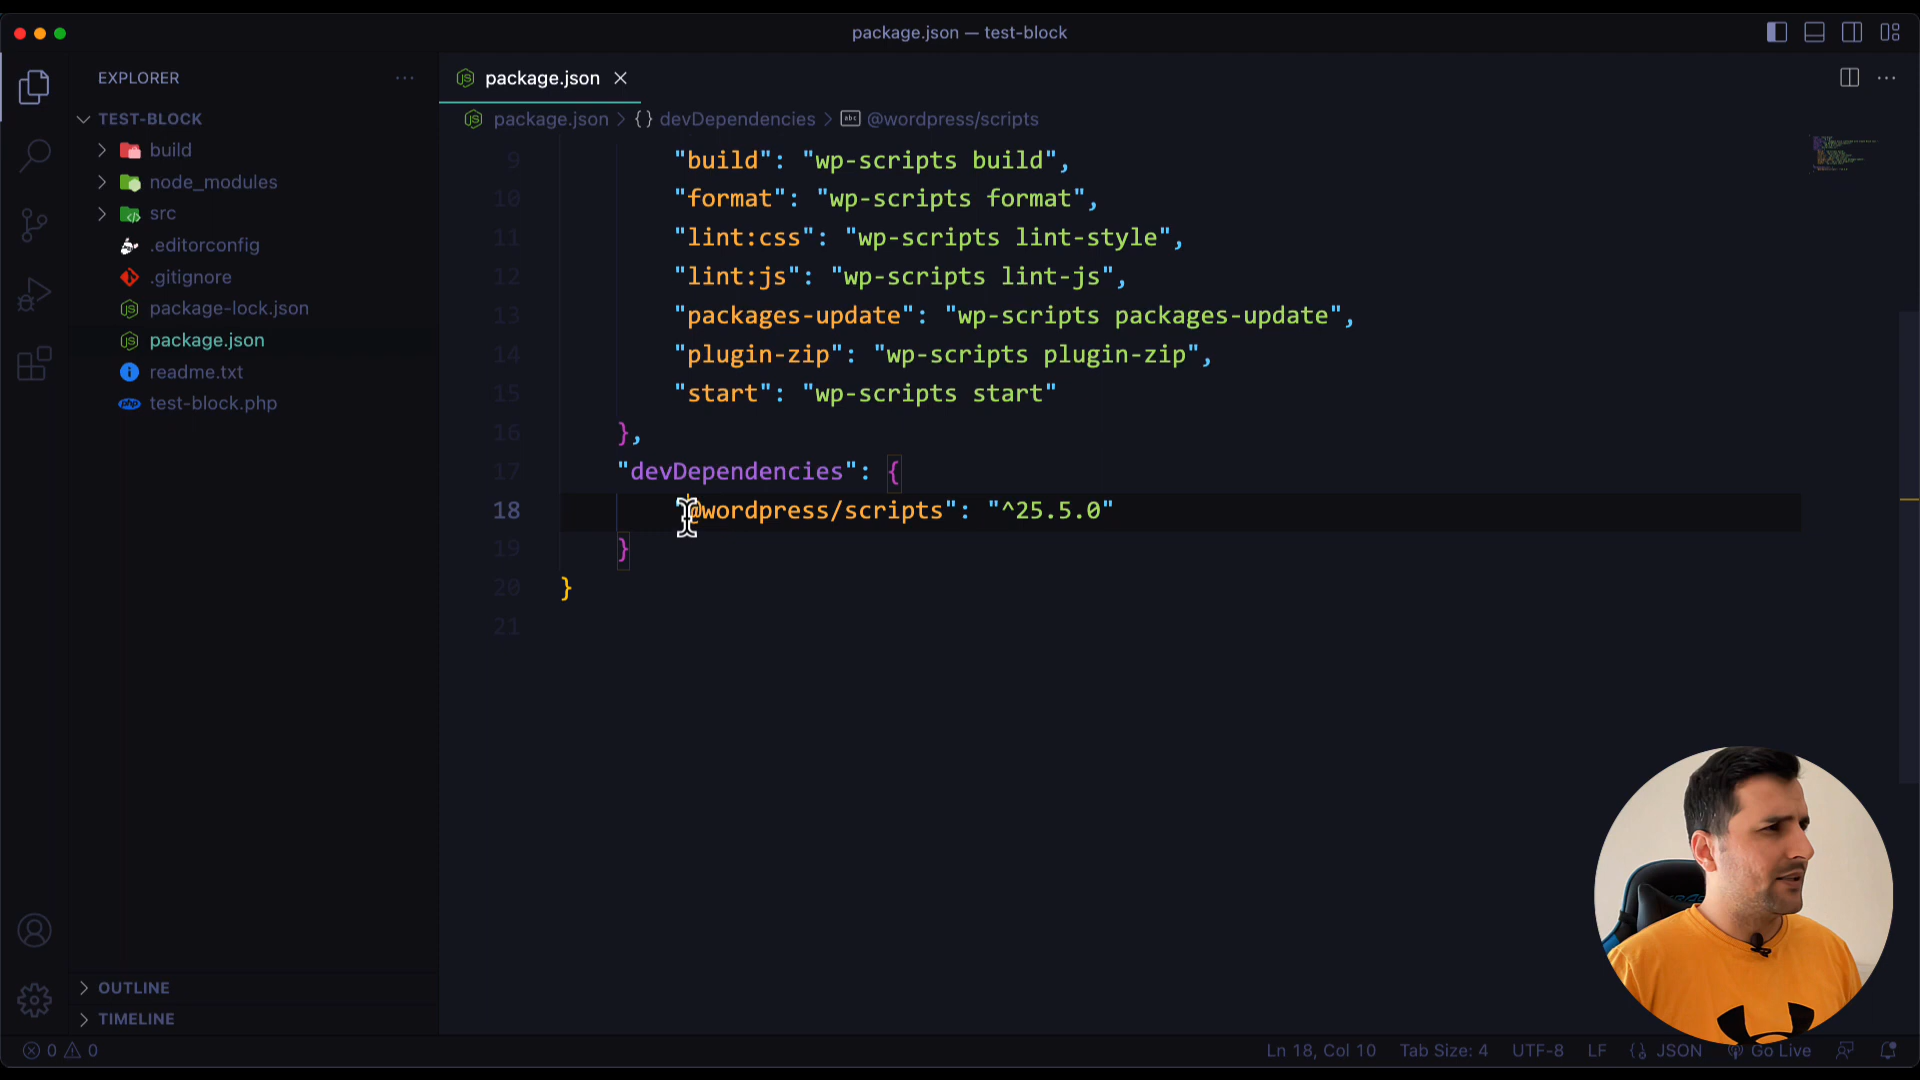 package.json — test-block
EXPLORER
TEST-BLOCK
build
node_modules
src
.editorconfig
.gitignore
package-lock.json
package.json
readme.txt
test-block.php
OUTLINE
TIMELINE
package.json
package.json > {} devDependencies > abc @wordpress/scripts
9 "build": "wp-scripts build",
10 "format": "wp-scripts format",
11 "lint:css": "wp-scripts lint-style",
12 "lint:js": "wp-scripts lint-js",
13 "packages-update": "wp-scripts packages-update",
14 "plugin-zip": "wp-scripts plugin-zip",
15 "start": "wp-scripts start"
16 },
17 "devDependencies": {
18 "@wordpress/scripts": "^25.5.0"
19 }
20 }
21
0 0
Ln 18, Col 10 Tab Size: 4 UTF-8 LF {} JSON Go Live